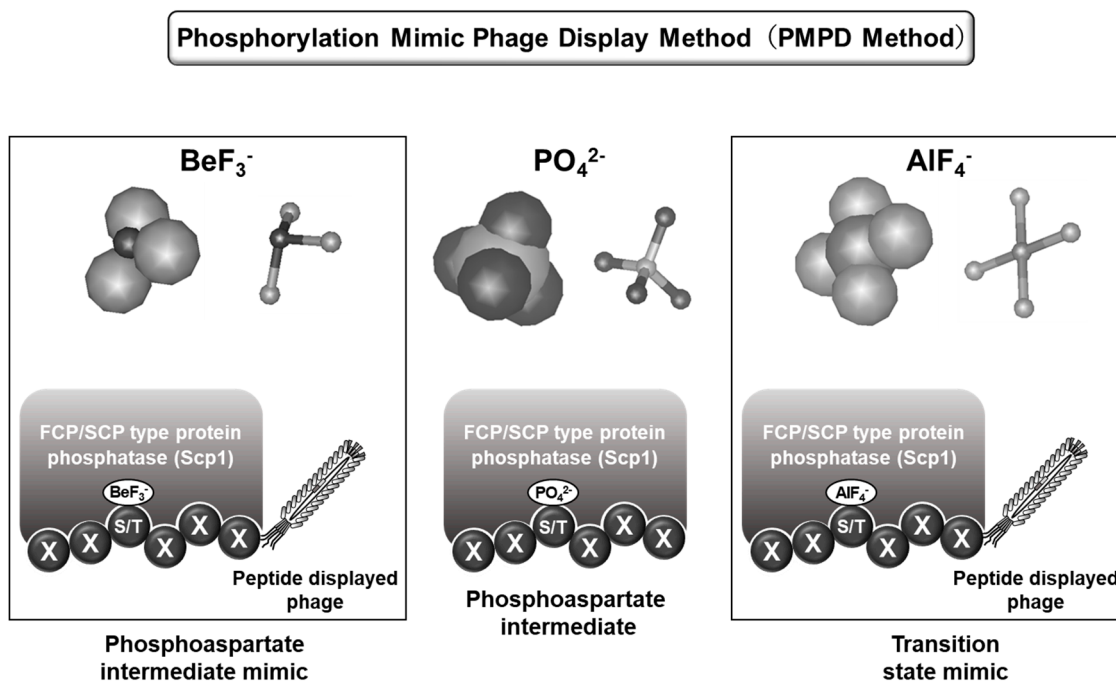 Phosphorylation Mimic Phage Display Method（PMPD Method）
BeF₃⁻
PO₄²⁻
AlF₄⁻
FCP/SCP type protein
phosphatase (Scp1)
BeF₃⁻
X X S/T X X X
Peptide displayed
phage
Phosphoaspartate
intermediate mimic
FCP/SCP type protein
phosphatase (Scp1)
PO₄²⁻
X X S/T X X X
Phosphoaspartate
intermediate
FCP/SCP type protein
phosphatase (Scp1)
AlF₄⁻
X X S/T X X X
Peptide displayed
phage
Transition
state mimic